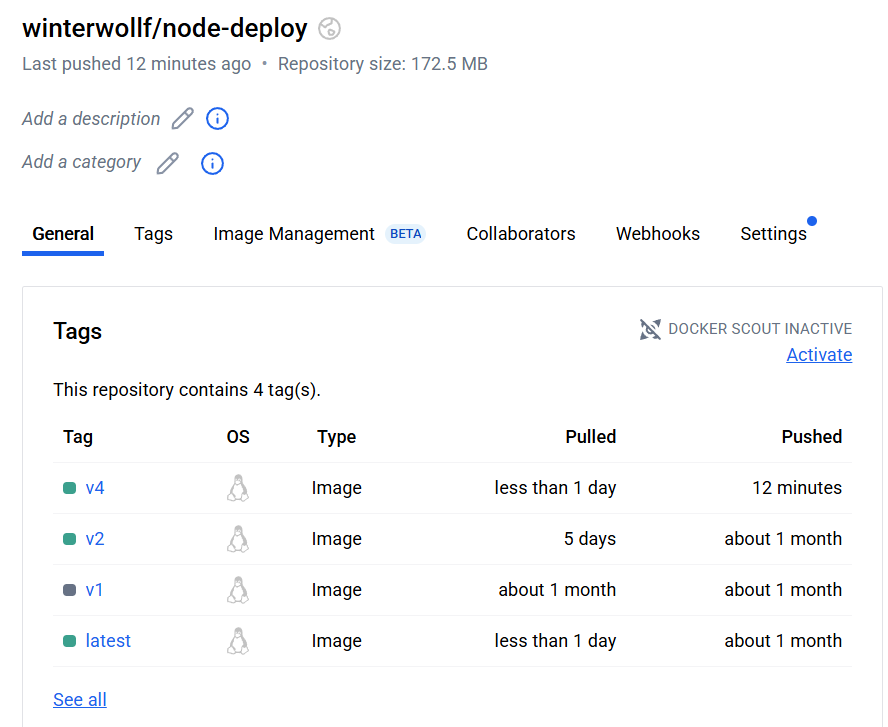 winterwollf/node-deploy
Last pushed 12 minutes ago • Repository size: 172.5 MB
Add a description
Add a category
General Tags Image Management BETA Collaborators Webhooks Settings
Tags
DOCKER SCOUT INACTIVE
Activate
This repository contains 4 tag(s).
Tag OS Type Pulled Pushed
v4 Image less than 1 day 12 minutes
v2 Image 5 days about 1 month
v1 Image about 1 month about 1 month
latest Image less than 1 day about 1 month
See all